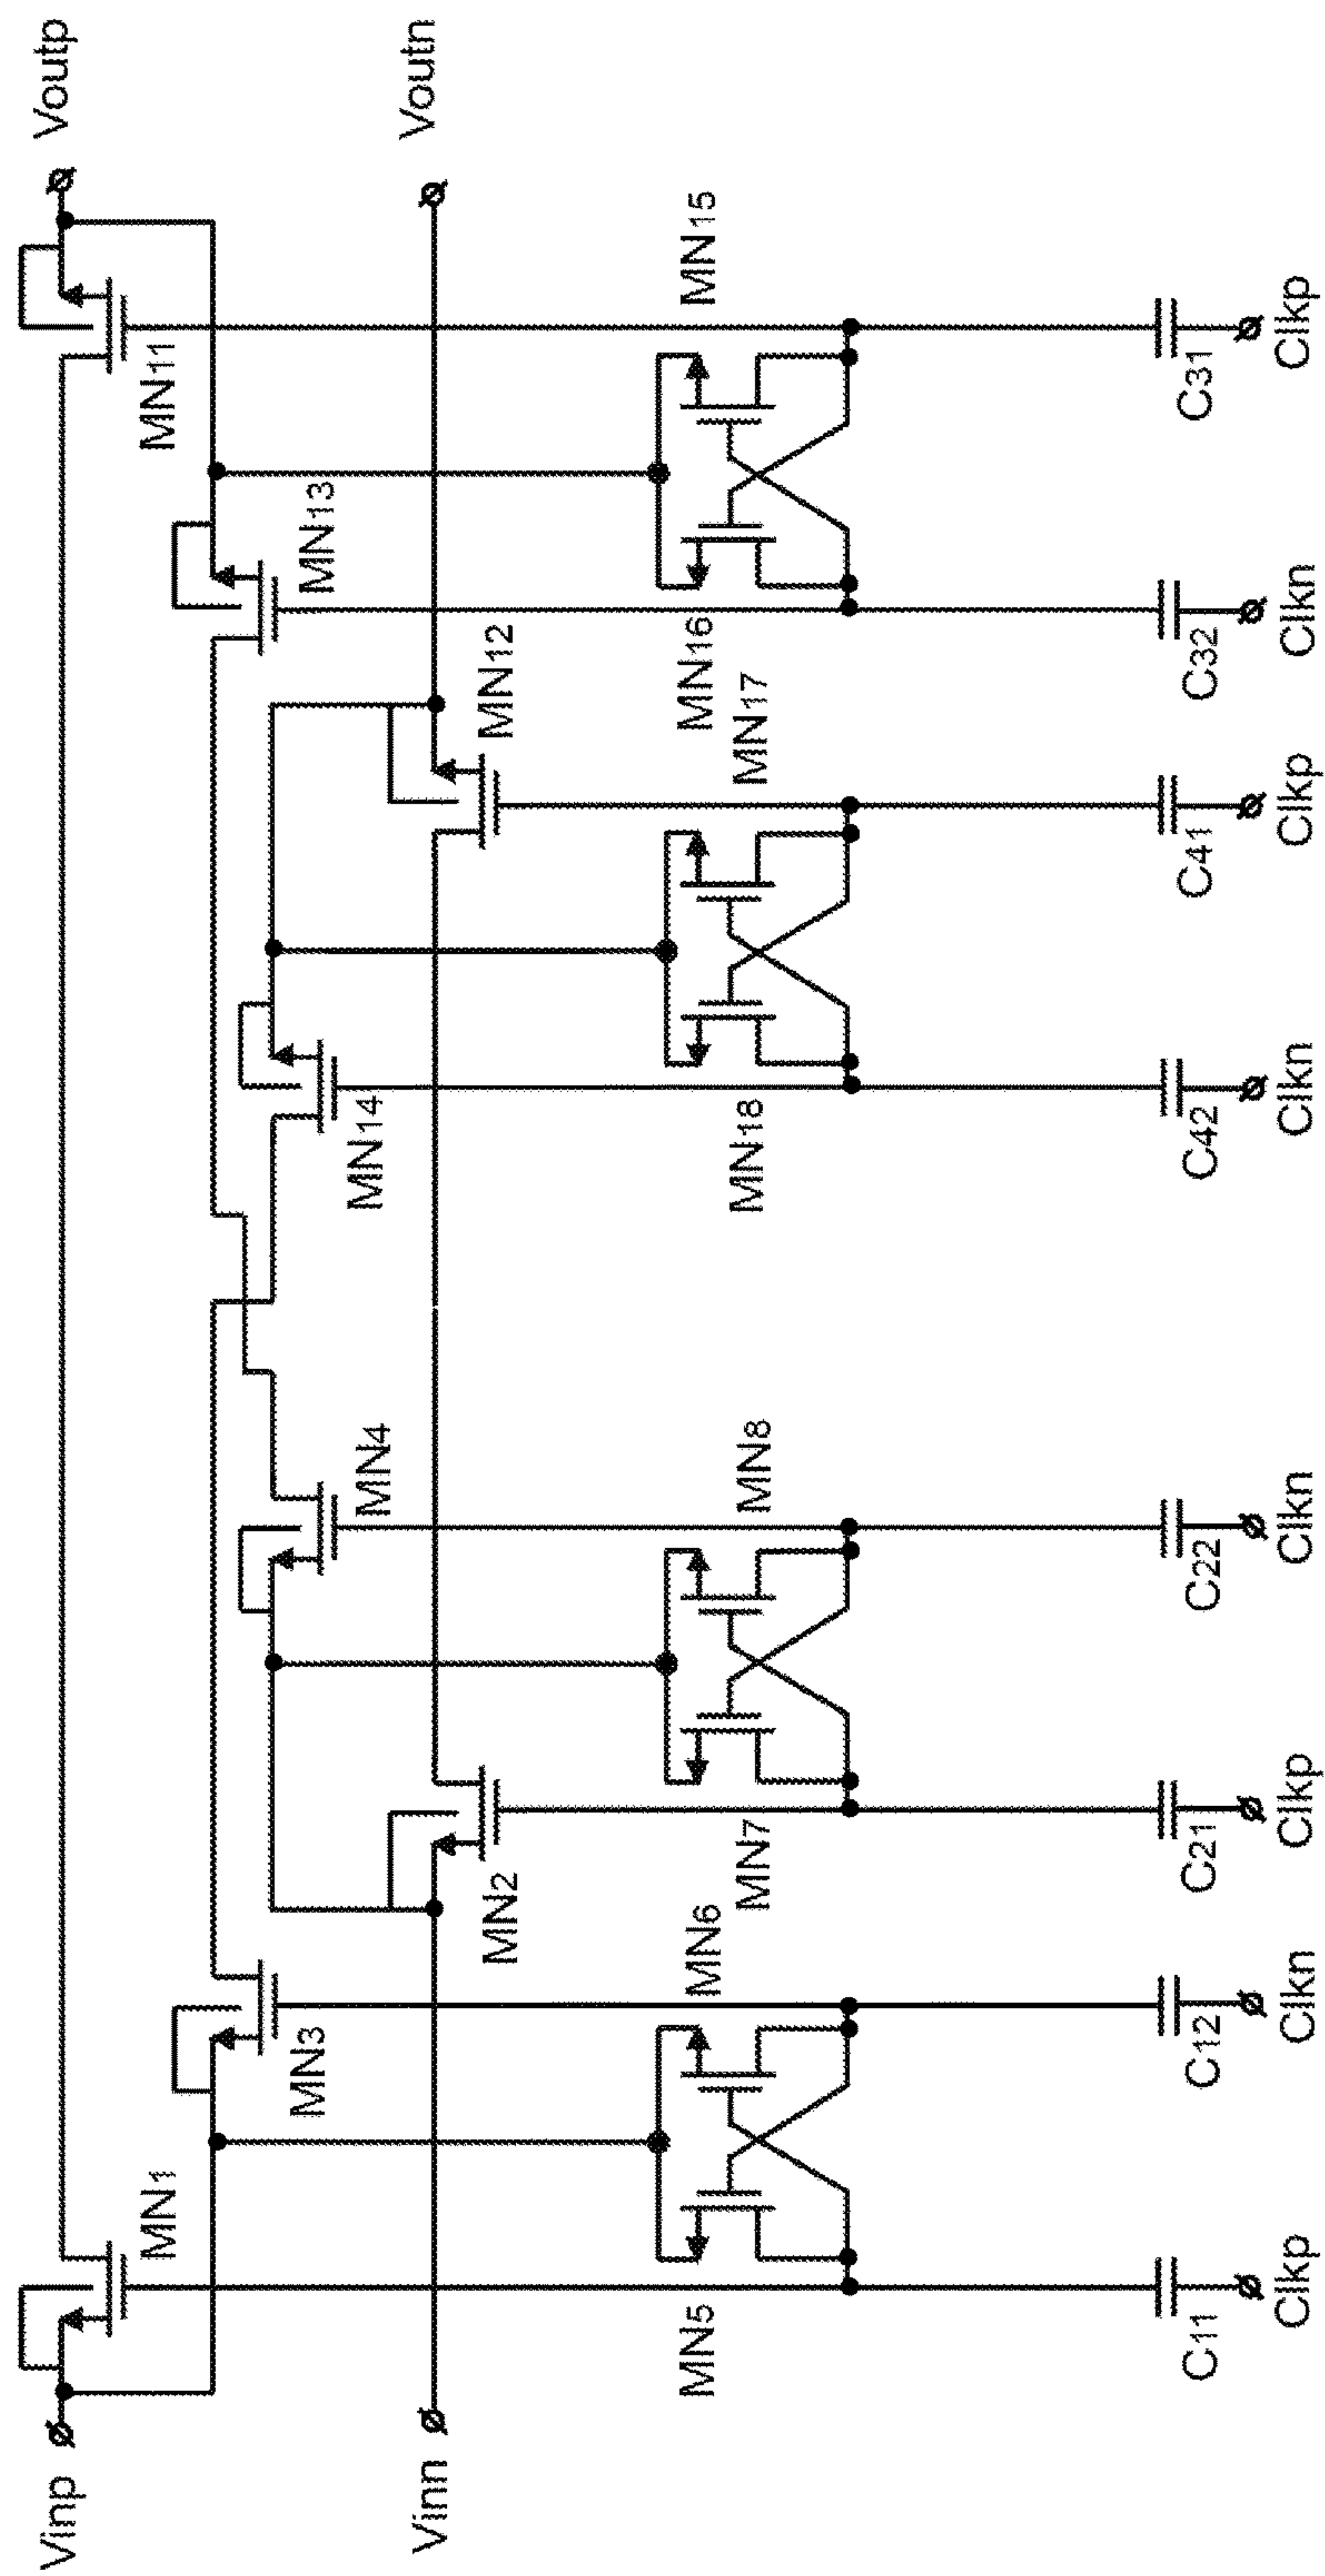 Vinp
Voutp
MN1
MN11
MN3
MN13
MN4
MN14
Vinn
Voutn
MN2
MN12
MN5
MN6
MN7
MN8
MN18
MN17
MN16
MN15
C11
C12
C21
C22
C42
C41
C32
C31
Clkp
Clkn
Clkp
Clkn
Clkn
Clkp
Clkn
Clkp